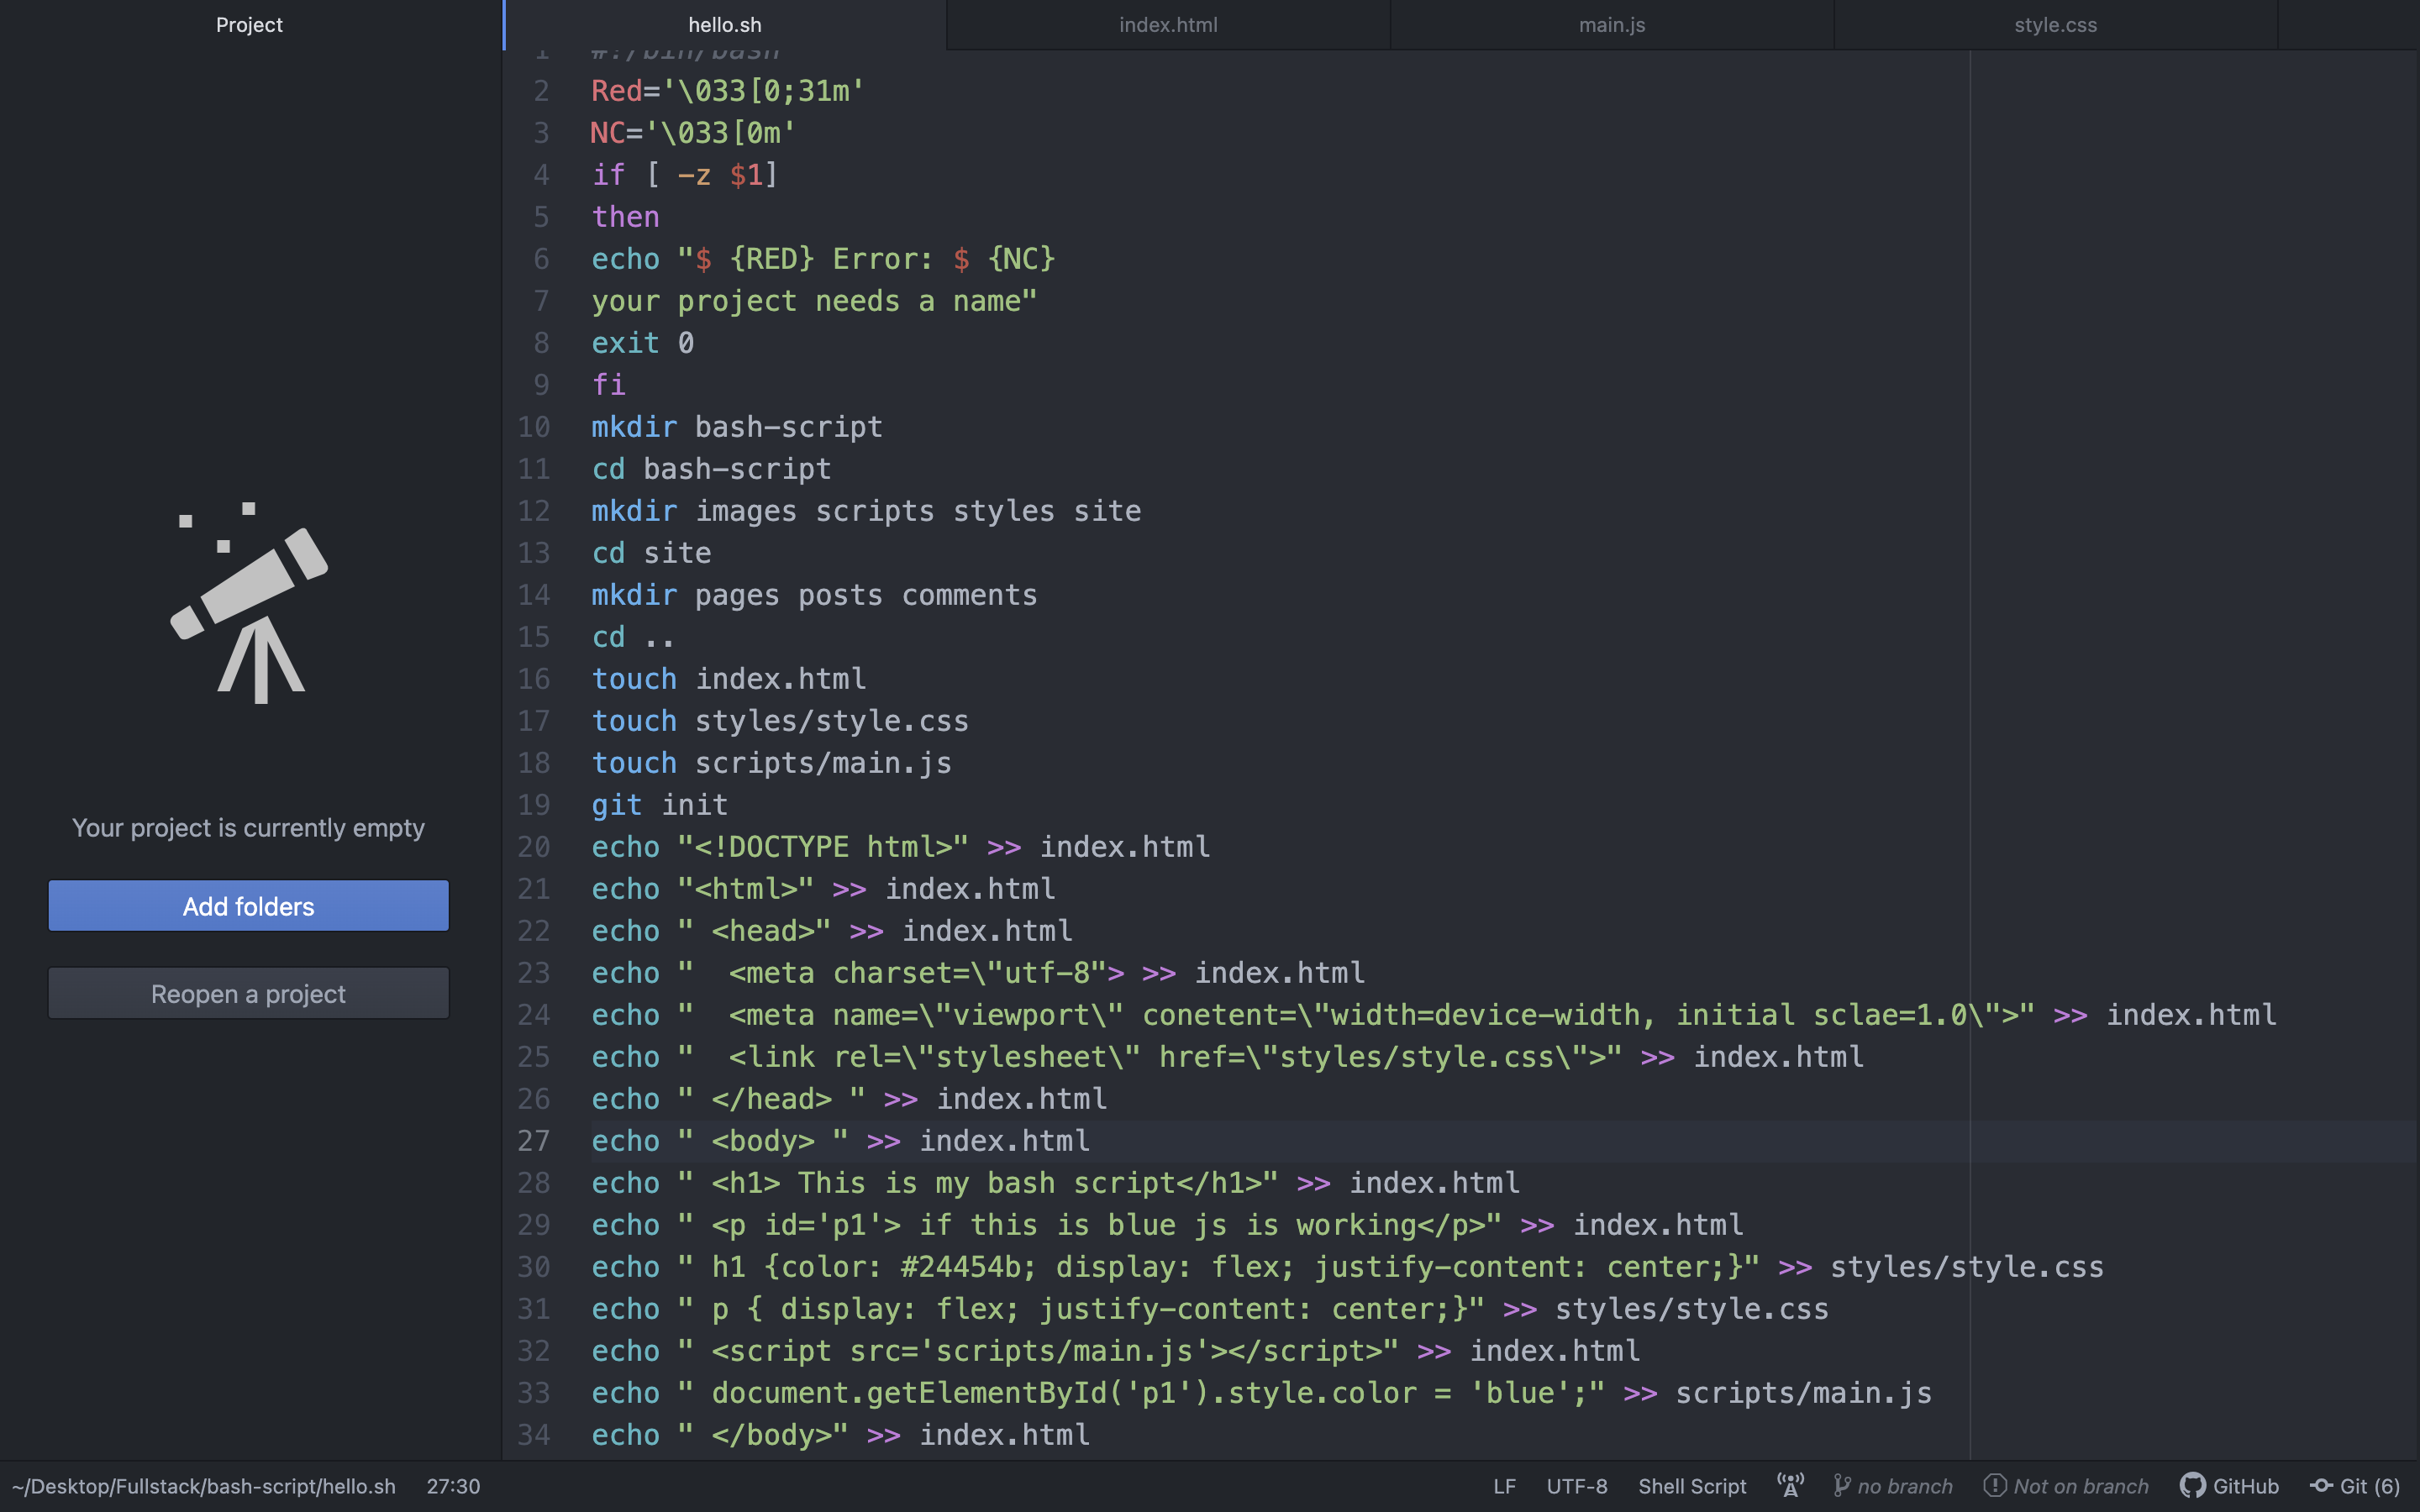 Project
hello.sh
index.html
main.js
style.css
1 #!/bin/bash
2 Red='\033[0;31m'
3 NC='\033[0m'
4 if [ -z $1]
5 then
6 echo "$ {RED} Error: $ {NC}
7 your project needs a name"
8 exit 0
9 fi
10 mkdir bash-script
11 cd bash-script
12 mkdir images scripts styles site
13 cd site
14 mkdir pages posts comments
15 cd ..
16 touch index.html
17 touch styles/style.css
18 touch scripts/main.js
19 git init
20 echo "<!DOCTYPE html>" >> index.html
21 echo "<html>" >> index.html
22 echo " <head>" >> index.html
23 echo "  <meta charset=\"utf-8"> >> index.html
24 echo "  <meta name=\"viewport\" conetent=\"width=device-width, initial sclae=1.0\">" >> index.html
25 echo "  <link rel=\"stylesheet\" href=\"styles/style.css\">" >> index.html
26 echo " </head> " >> index.html
27 echo " <body> " >> index.html
28 echo " <h1> This is my bash script</h1>" >> index.html
29 echo " <p id='p1'> if this is blue js is working</p>" >> index.html
30 echo " h1 {color: #24454b; display: flex; justify-content: center;}" >> styles/style.css
31 echo " p { display: flex; justify-content: center;}" >> styles/style.css
32 echo " <script src='scripts/main.js'></script>" >> index.html
33 echo " document.getElementById('p1').style.color = 'blue';" >> scripts/main.js
34 echo " </body>" >> index.html
Your project is currently empty
Add folders
Reopen a project
~/Desktop/Fullstack/bash-script/hello.sh 27:30
LF UTF-8 Shell Script no branch Not on branch GitHub Git (6)